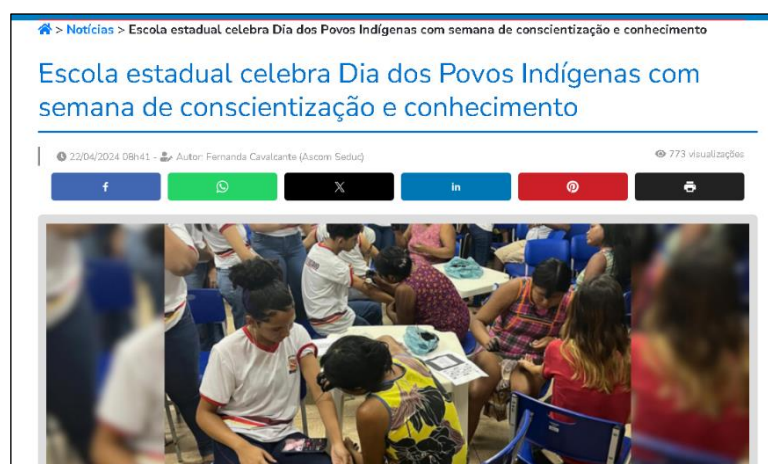 > Notícias > Escola estadual celebra Dia dos Povos Indígenas com semana de conscientização e conhecimento
Escola estadual celebra Dia dos Povos Indígenas com
semana de conscientização e conhecimento
22/04/2024 08h41 - Autor: Fernanda Cavalcante (Ascom Seduc)
773 visualizações